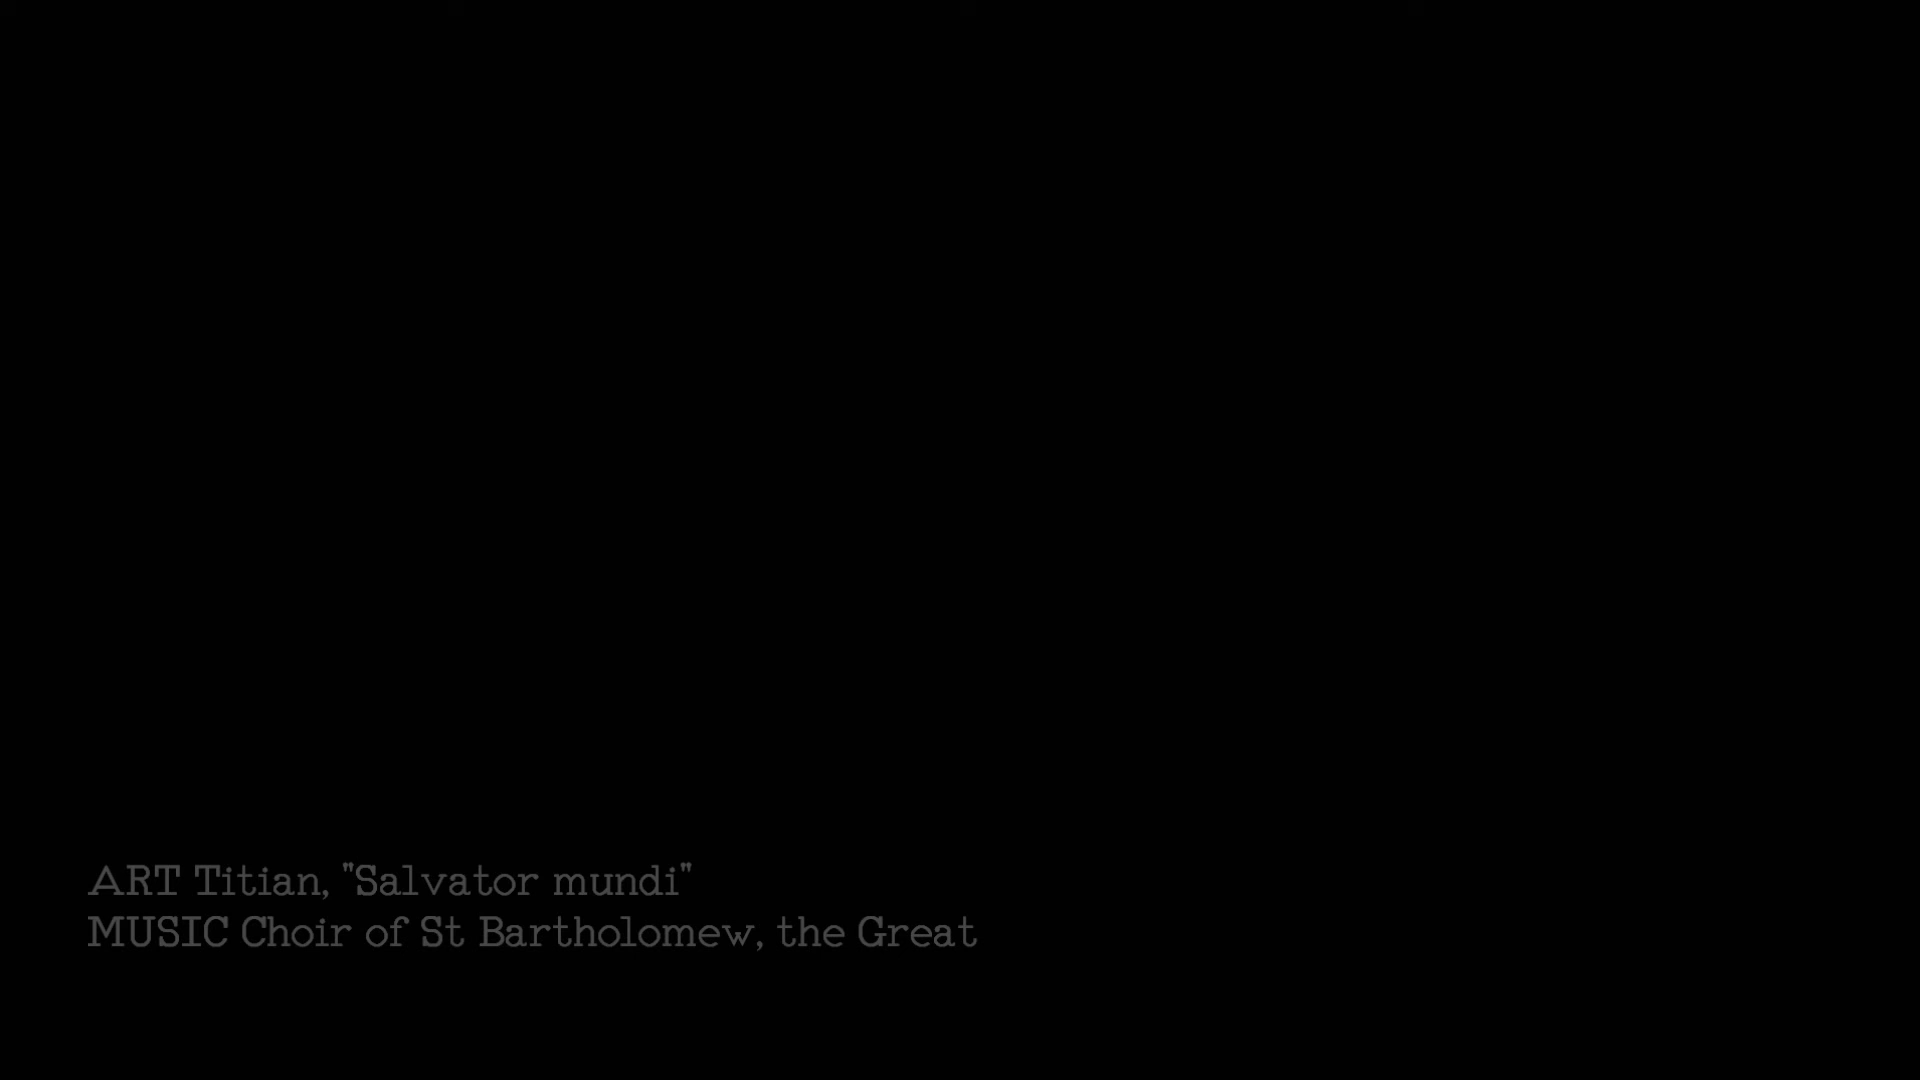 ART Titian, "Salvator mundi"
MUSIC Choir of St Bartholomew, the Great